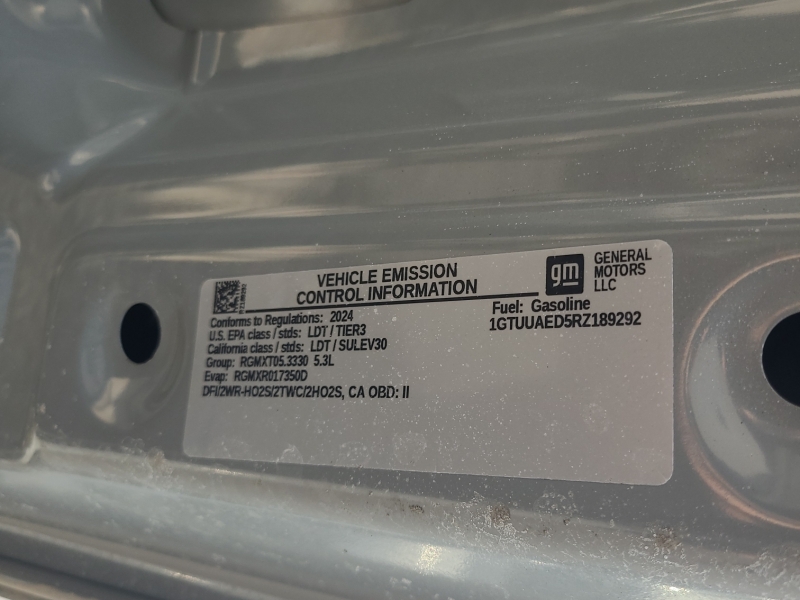 VEHICLE EMISSION
CONTROL INFORMATION
gm
GENERAL
MOTORS
LLC
Conforms to Regulations: 2024
U.S. EPA class / stds: LDT / TIER3
California class / stds: LDT / SULEV30
Group: RGMXT05.3330 5.3L
Evap: RGMXR017350D
DFI/2WR-HO2S/2TWC/2HO2S, CA OBD: II
Fuel: Gasoline
1GTUUAED5RZ189292